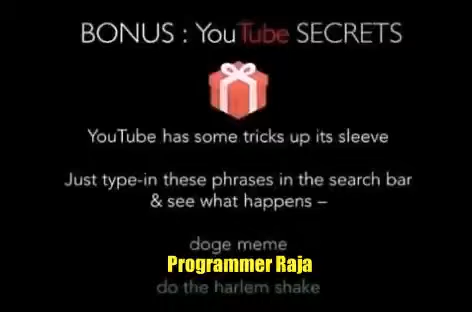 BONUS : YouTube SECRETS
YouTube has some tricks up its sleeve
Just type-in these phrases in the search bar
& see what happens –
doge meme
Programmer Raja
do the harlem shake